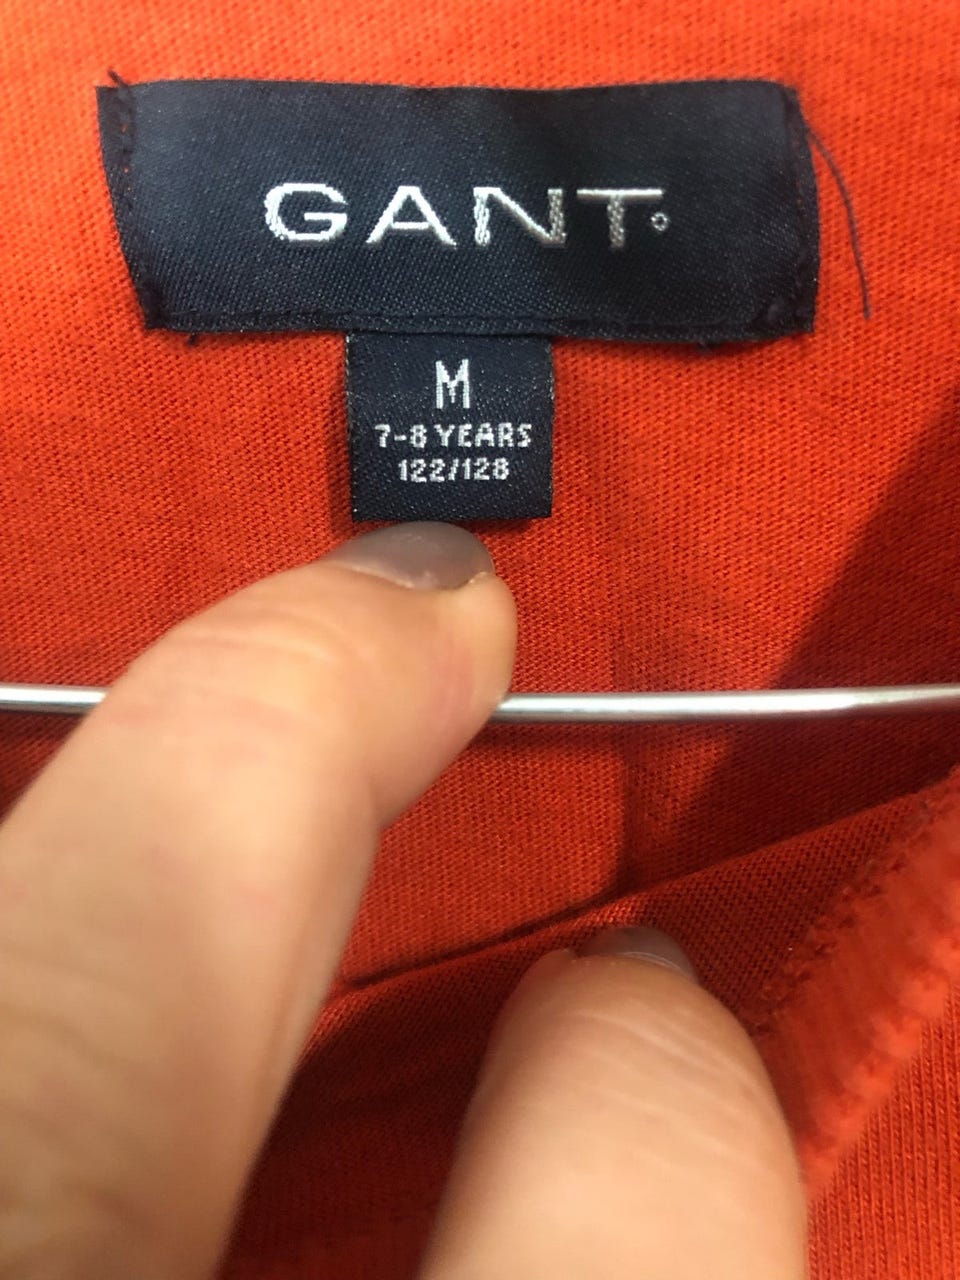 GANT
M
7-8 YEARS
122/128